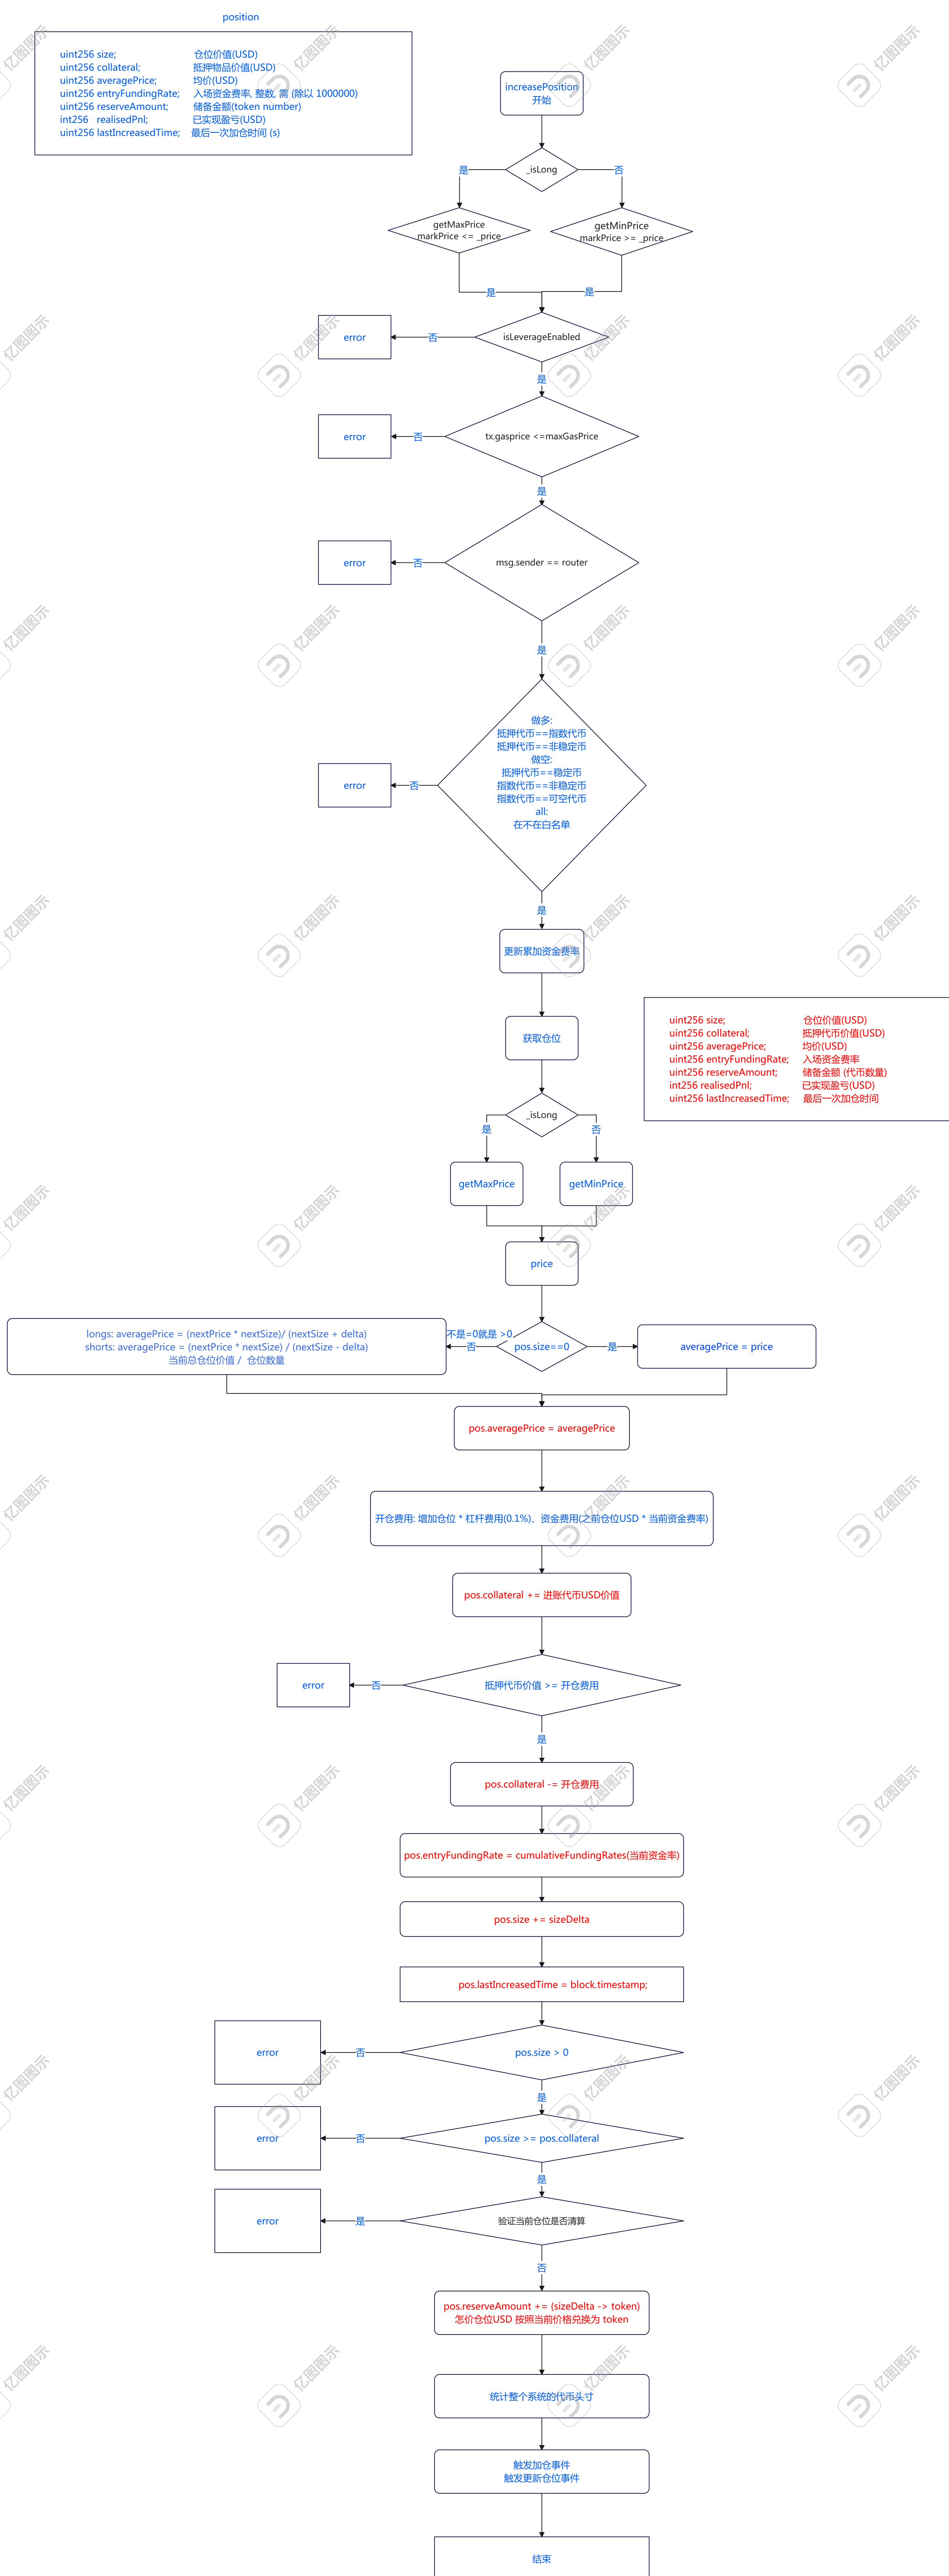 position
uint256 size; 仓位价值(USD)
uint256 collateral; 抵押物品价值(USD)
uint256 averagePrice; 均价(USD)
uint256 entryFundingRate; 入场资金费率, 整数, 需 (除以 1000000)
uint256 reserveAmount; 储备金额(token number)
int256 realisedPnl; 已实现盈亏(USD)
uint256 lastIncreasedTime; 最后一次加仓时间 (s)
increasePosition
开始
_isLong
是
否
getMaxPrice
markPrice <= _price
getMinPrice
markPrice >= _price
是
是
isLeverageEnabled
否
error
是
tx.gasprice <=maxGasPrice
否
error
是
msg.sender == router
否
error
是
做多:
抵押代币==指数代币
抵押代币==非稳定币
做空:
抵押代币==稳定币
指数代币==非稳定币
指数代币==可空代币
all:
在不在白名单
否
error
是
更新累加资金费率
获取仓位
uint256 size; 仓位价值(USD)
uint256 collateral; 抵押代币价值(USD)
uint256 averagePrice; 均价(USD)
uint256 entryFundingRate; 入场资金费率
uint256 reserveAmount; 储备金额 (代币数量)
int256 realisedPnl; 已实现盈亏(USD)
uint256 lastIncreasedTime; 最后一次加仓时间
_isLong
是
否
getMaxPrice
getMinPrice
price
不是=0就是 >0
pos.size==0
否
是
longs: averagePrice = (nextPrice * nextSize)/ (nextSize + delta)
shorts: averagePrice = (nextPrice * nextSize) / (nextSize - delta)
当前总仓位价值 / 仓位数量
averagePrice = price
pos.averagePrice = averagePrice
开仓费用: 增加仓位 * 杠杆费用(0.1%)、资金费用(之前仓位USD * 当前资金费率)
pos.collateral += 进账代币USD价值
抵押代币价值 >= 开仓费用
否
error
是
pos.collateral -= 开仓费用
pos.entryFundingRate = cumulativeFundingRates(当前资金率)
pos.size += sizeDelta
pos.lastIncreasedTime = block.timestamp;
pos.size > 0
否
error
是
pos.size >= pos.collateral
否
error
是
验证当前仓位是否清算
是
error
否
pos.reserveAmount += (sizeDelta -> token)
怎价仓位USD 按照当前价格兑换为 token
统计整个系统的代币头寸
触发加仓事件
触发更新仓位事件
结束
亿图图示